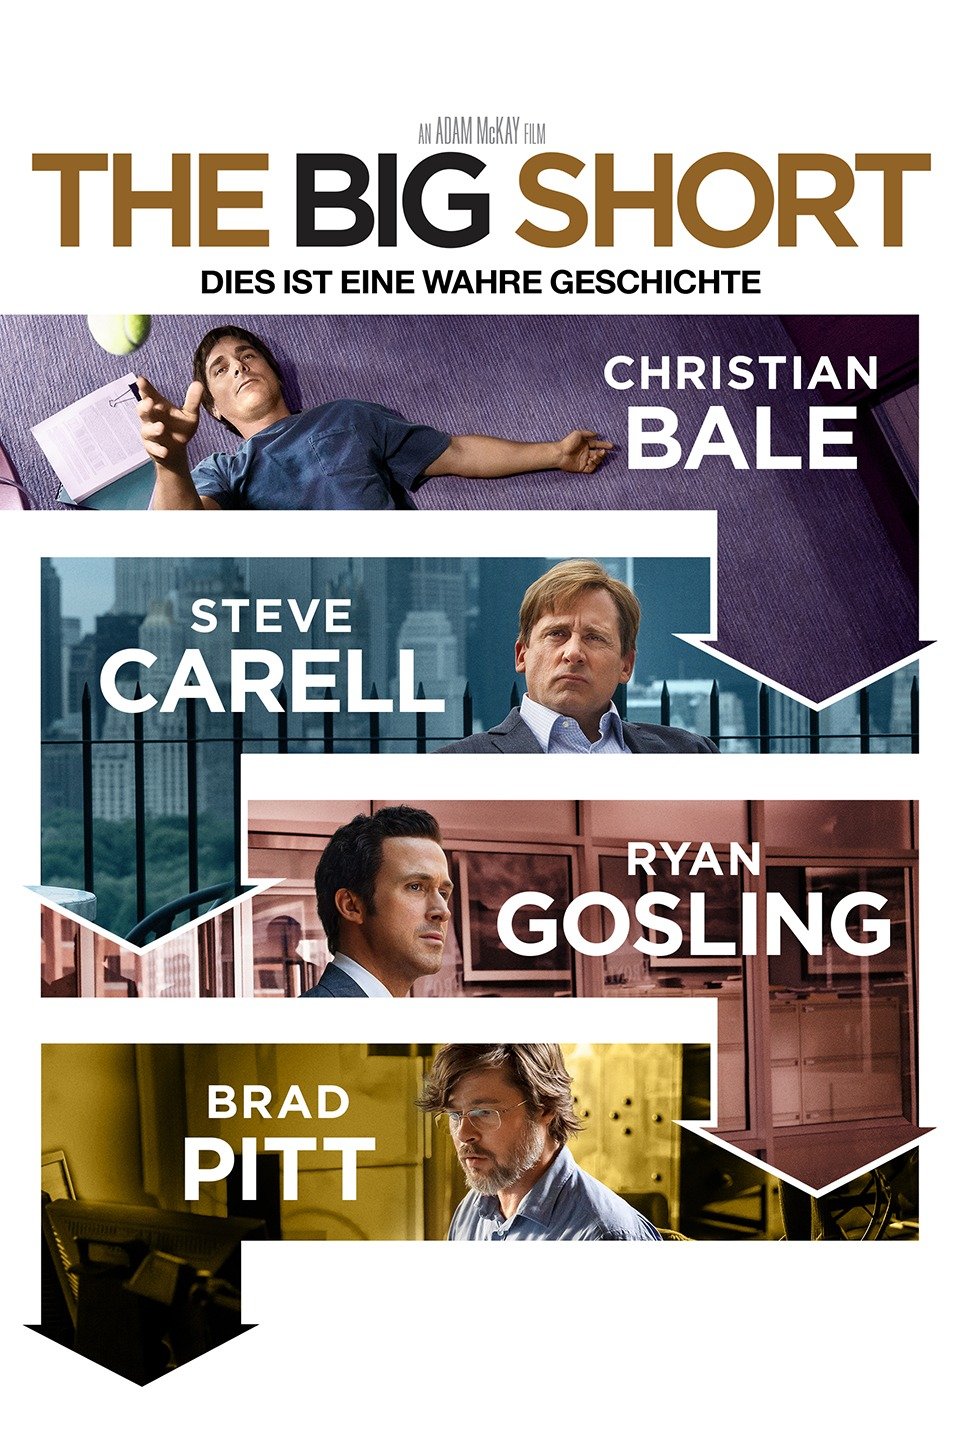 AN ADAM McKAY FILM
THE BIG SHORT
DIES IST EINE WAHRE GESCHICHTE
CHRISTIAN
BALE
STEVE
CARELL
RYAN
GOSLING
BRAD
PITT